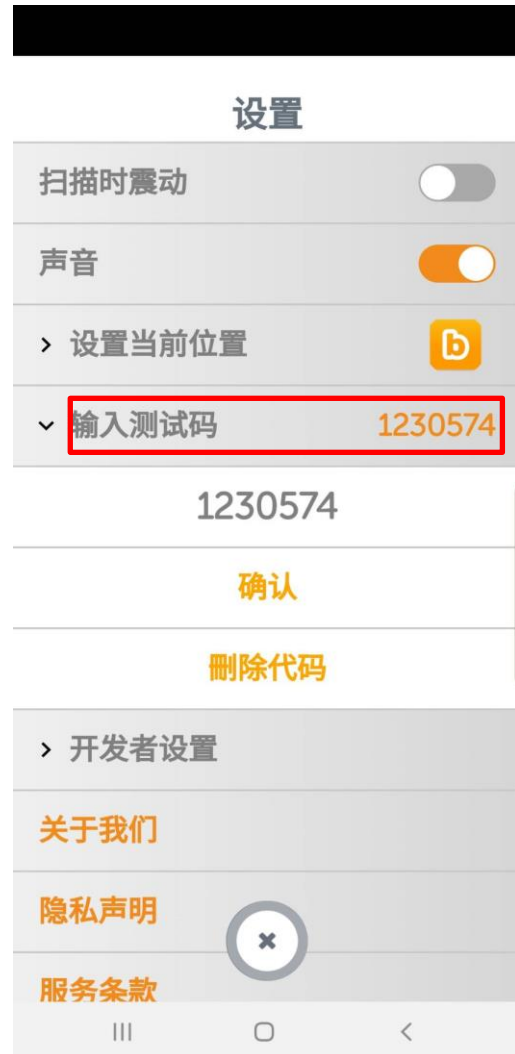 设置
扫描时震动
声音
设置当前位置
输入测试码 1230574
1230574
确认
删除代码
开发者设置
关于我们
隐私声明
服务条款